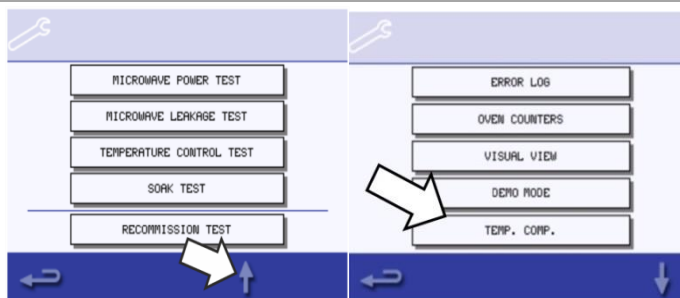 MICROWAVE POWER TEST
MICROWAVE LEAKAGE TEST
TEMPERATURE CONTROL TEST
SOAK TEST
RECOMMISSION TEST
ERROR LOG
OVEN COUNTERS
VISUAL VIEW
DEMO MODE
TEMP. COMP.